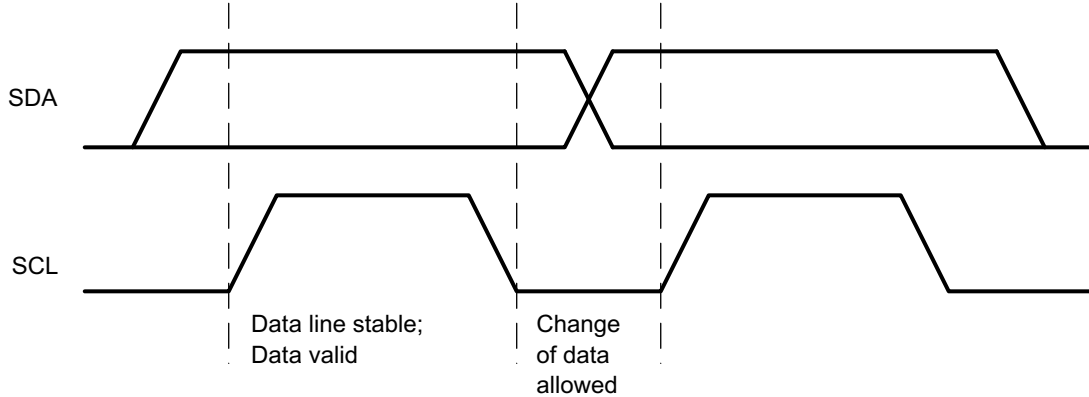 SDA
SCL
Data line stable;
Data valid
Change
of data
allowed